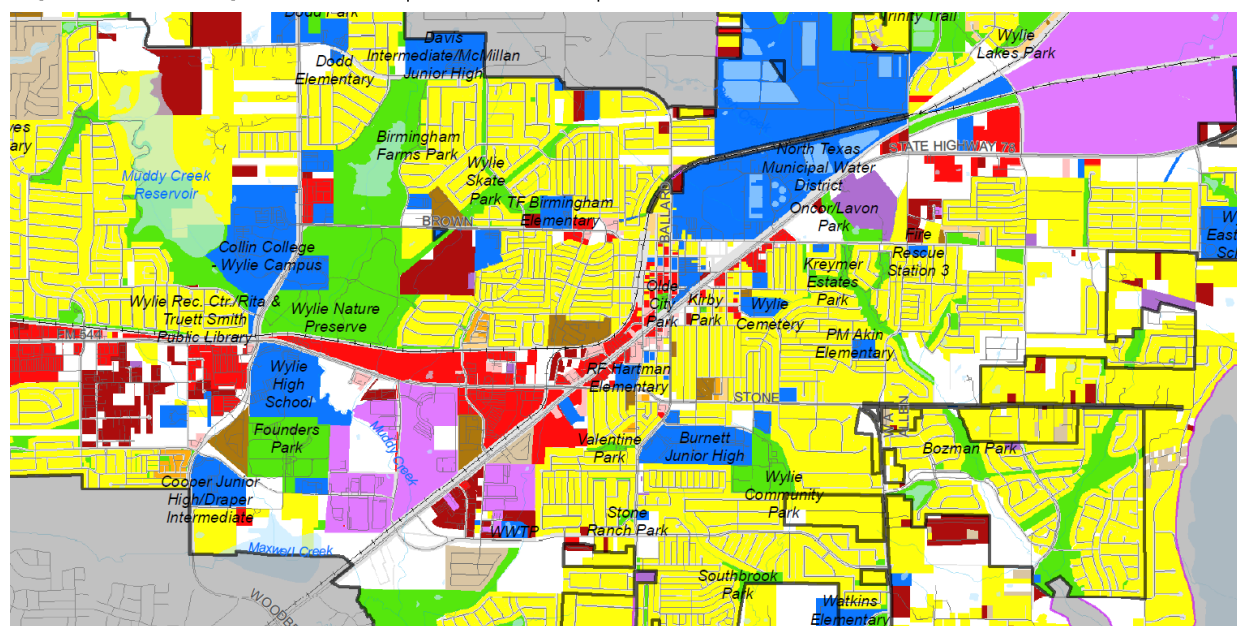 Dodd Park
Trinity Trail
Davis
Intermediate/McMillan
Junior High
Wylie
Lakes Park
Dodd
Elementary
Birmingham
Farms Park
Creek
STATE HIGHWAY 78
North Texas
Municipal Water
District
Wylie
Skate
Park
Muddy Creek
Reservoir
TF Birmingham
Elementary
BROWN
BALLARD
Oncor/Lavon
Park
Fire
Rescue
Station 3
Collin College
- Wylie Campus
Kreymer
Estates
Park
Olde
City
Park
Kirby
Park
Wylie
Cemetery
Wylie Rec. Ctr./Rita &
Truett Smith
Public Library
Wylie Nature
Preserve
FM 544
PM Akin
Elementary
Wylie
High
School
RF Hartman
Elementary
STONE
ALLEN
Founders
Park
Muddy Creek
Valentine
Park
Burnett
Junior High
Bozman Park
Cooper Junior
High/Draper
Intermediate
Wylie
Community
Park
Stone
Ranch Park
WWTP
Maxwell Creek
Southbrook
Park
Watkins
Elementary